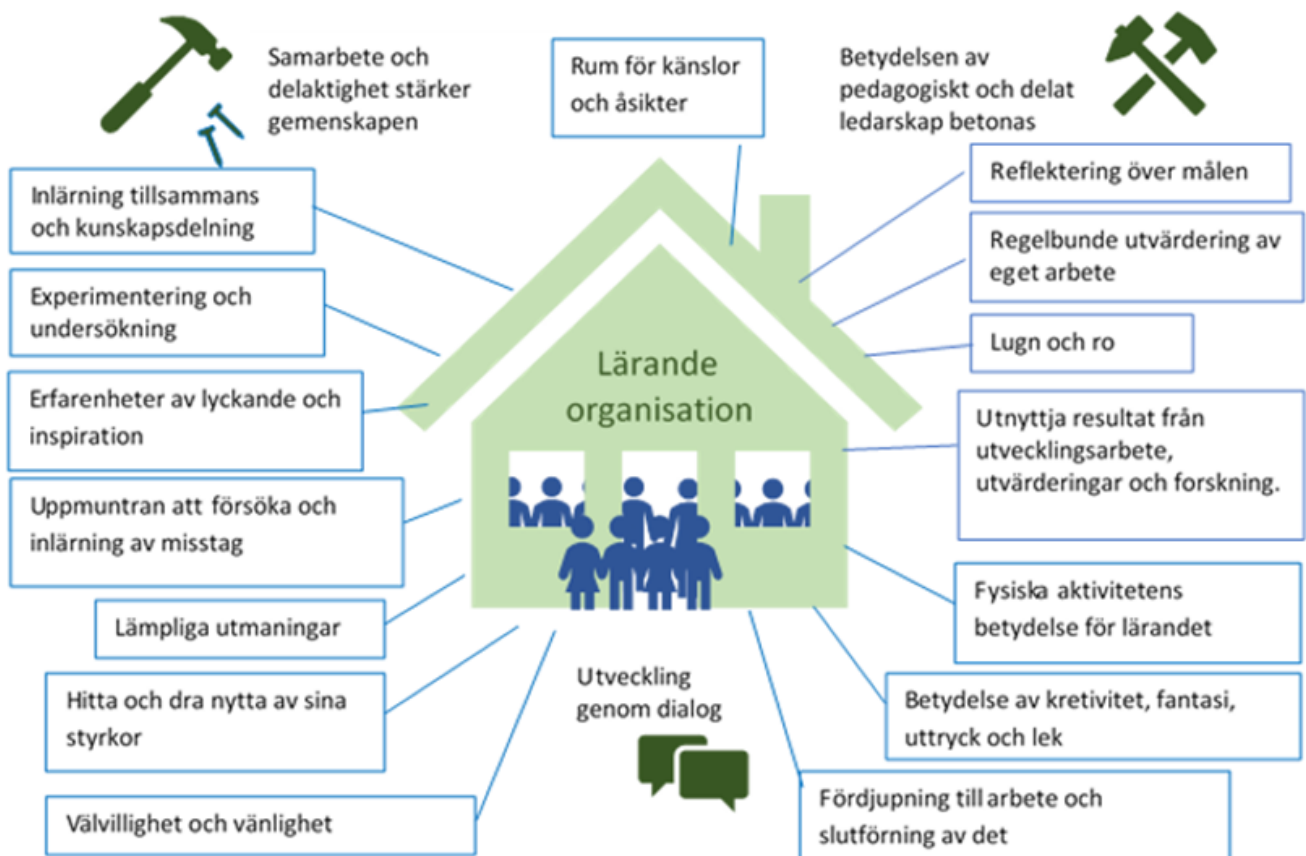 Samarbete och
delaktighet stärker
gemenskapen
Rum för känslor
och åsikter
Betydelsen av
pedagogiskt och delat
ledarskap betonas
Inlärning tillsammans
och kunskapsdelning
Experimentering och
undersökning
Erfarenheter av lyckande och
inspiration
Uppmuntran att försöka och
inlärning av misstag
Lämpliga utmaningar
Hitta och dra nytta av sina
styrkor
Välvillighet och vänlighet
Lärande
organisation
Utveckling
genom dialog
Reflektering över målen
Regelbunde utvärdering av
eget arbete
Lugn och ro
Utnyttja resultat från
utvecklingsarbete,
utvärderingar och forskning.
Fysiska aktivitetens
betydelse för lärandet
Betydelse av kretivitet, fantasi,
uttryck och lek
Fördjupning till arbete och
slutförning av det